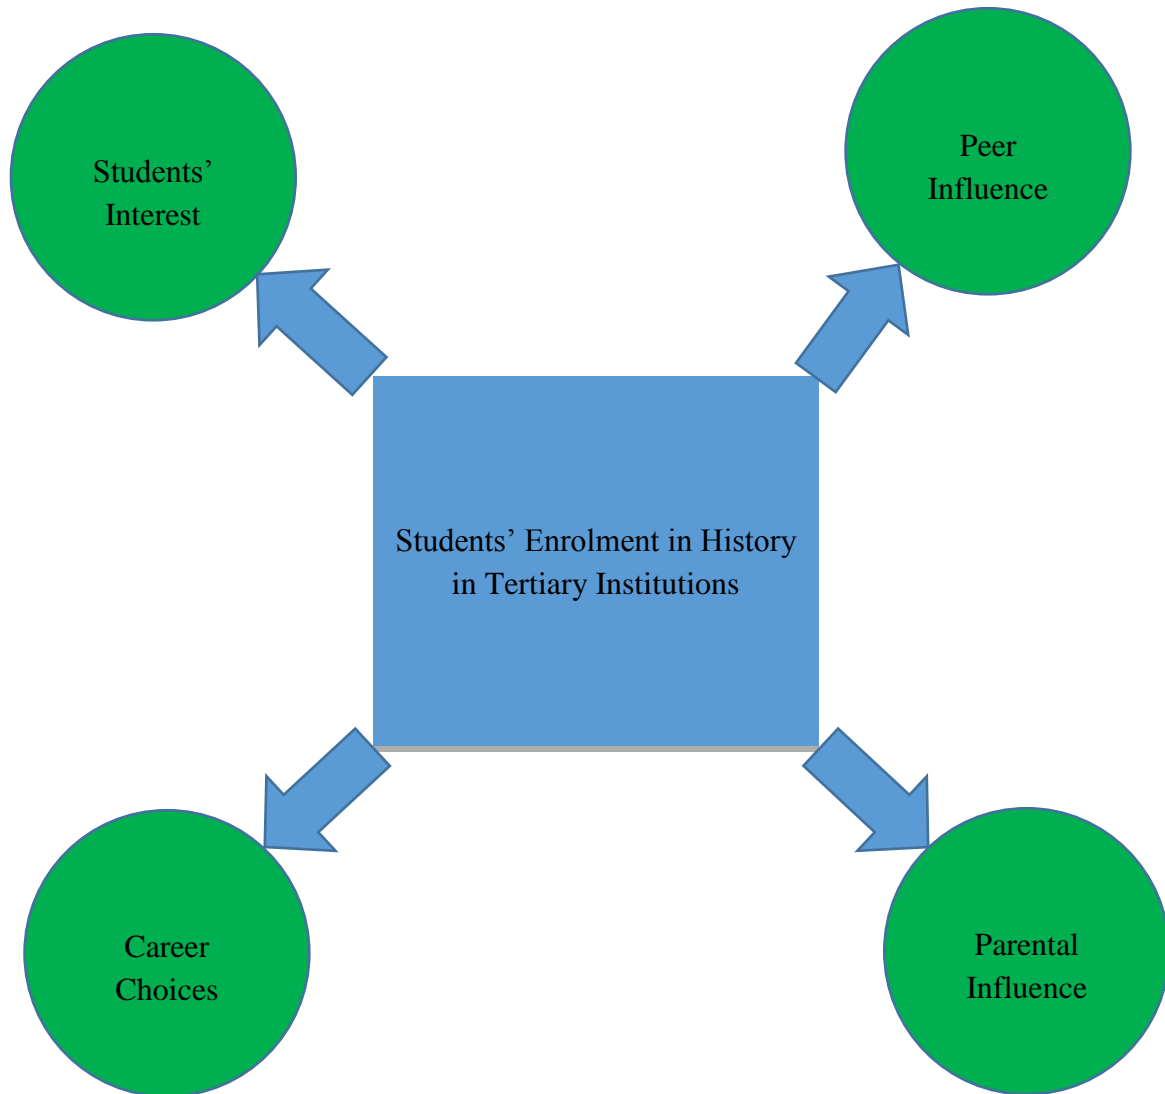 Students’
Interest
Peer
Influence
Students’ Enrolment in History
in Tertiary Institutions
Career
Choices
Parental
Influence